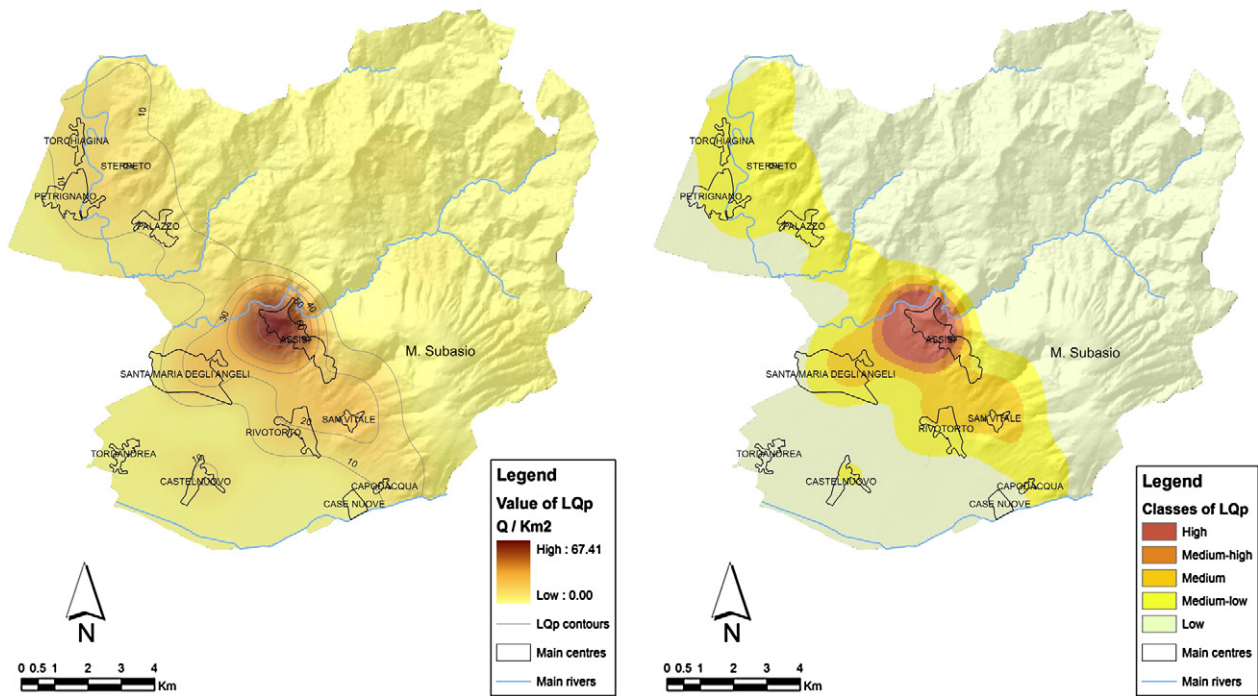 10
TORCHIAGINA
STERPETO
10
PETRIGNANO
PALAZZO
30
50
40
60
ASSISI
M. Subasio
SANTA MARIA DEGLI ANGELI
SAN VITALE
20
RIVOTORTO
10
TORDANDREA
10
CASTELNUOVO
CAPODACQUA
CASE NUOVE
N
0 0.5 1 2 3 4
Km
Legend
Value of LQp
Q / Km2
High : 67.41
Low : 0.00
LQp contours
Main centres
Main rivers
TORCHIAGINA
STERPETO
PETRIGNANO
PALAZZO
ASSISI
M. Subasio
SANTA MARIA DEGLI ANGELI
SAN VITALE
RIVOTORTO
TORDANDREA
CASTELNUOVO
CAPODACQUA
CASE NUOVE
N
0 0.5 1 2 3 4
Km
Legend
Classes of LQp
High
Medium-high
Medium
Medium-low
Low
Main centres
Main rivers